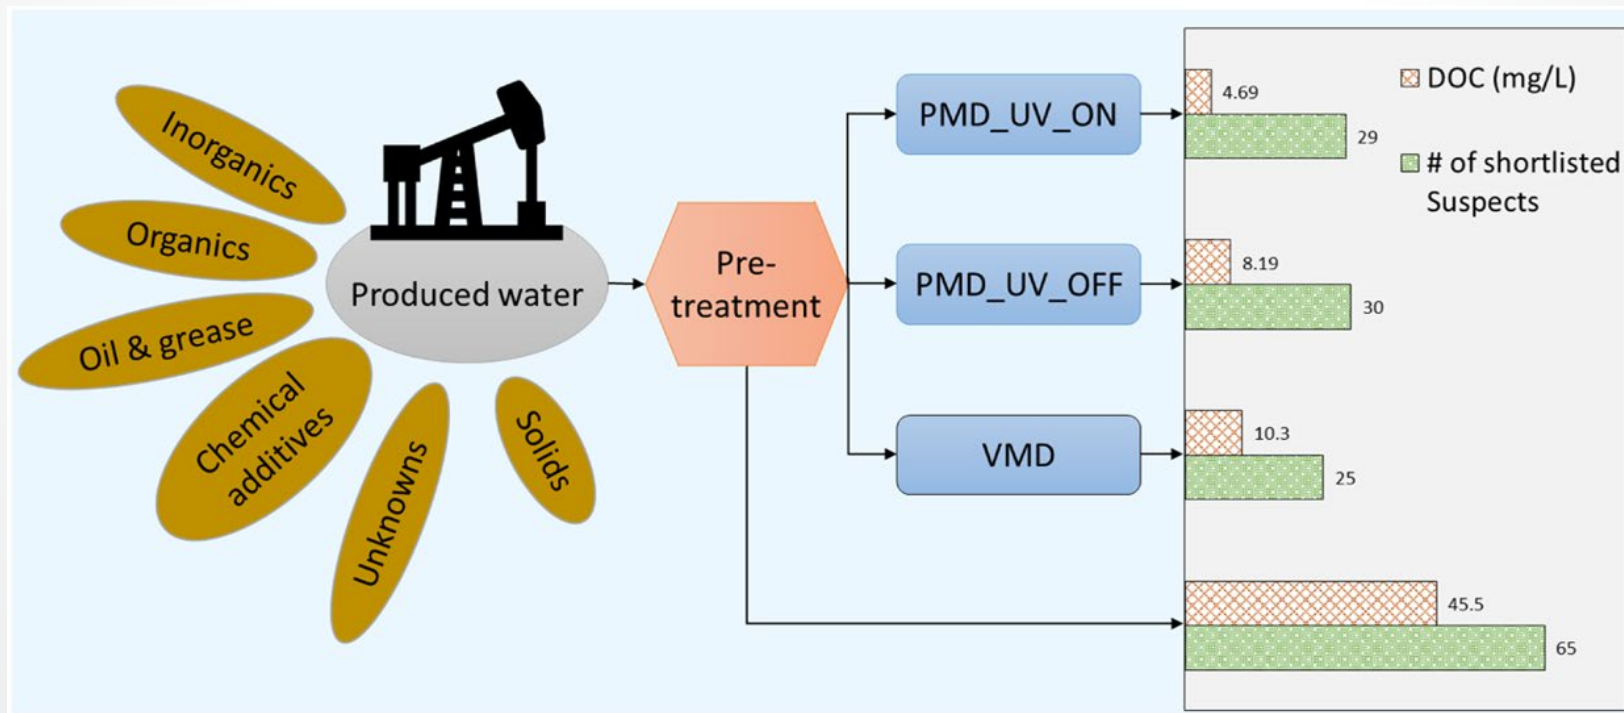 Inorganics
Organics
Oil & grease
Chemical
additives
Unknowns
Solids
Produced water
Pre-
treatment
PMD_UV_ON
PMD_UV_OFF
VMD
4.69
29
8.19
30
10.3
25
45.5
65
DOC (mg/L)
# of shortlisted
Suspects